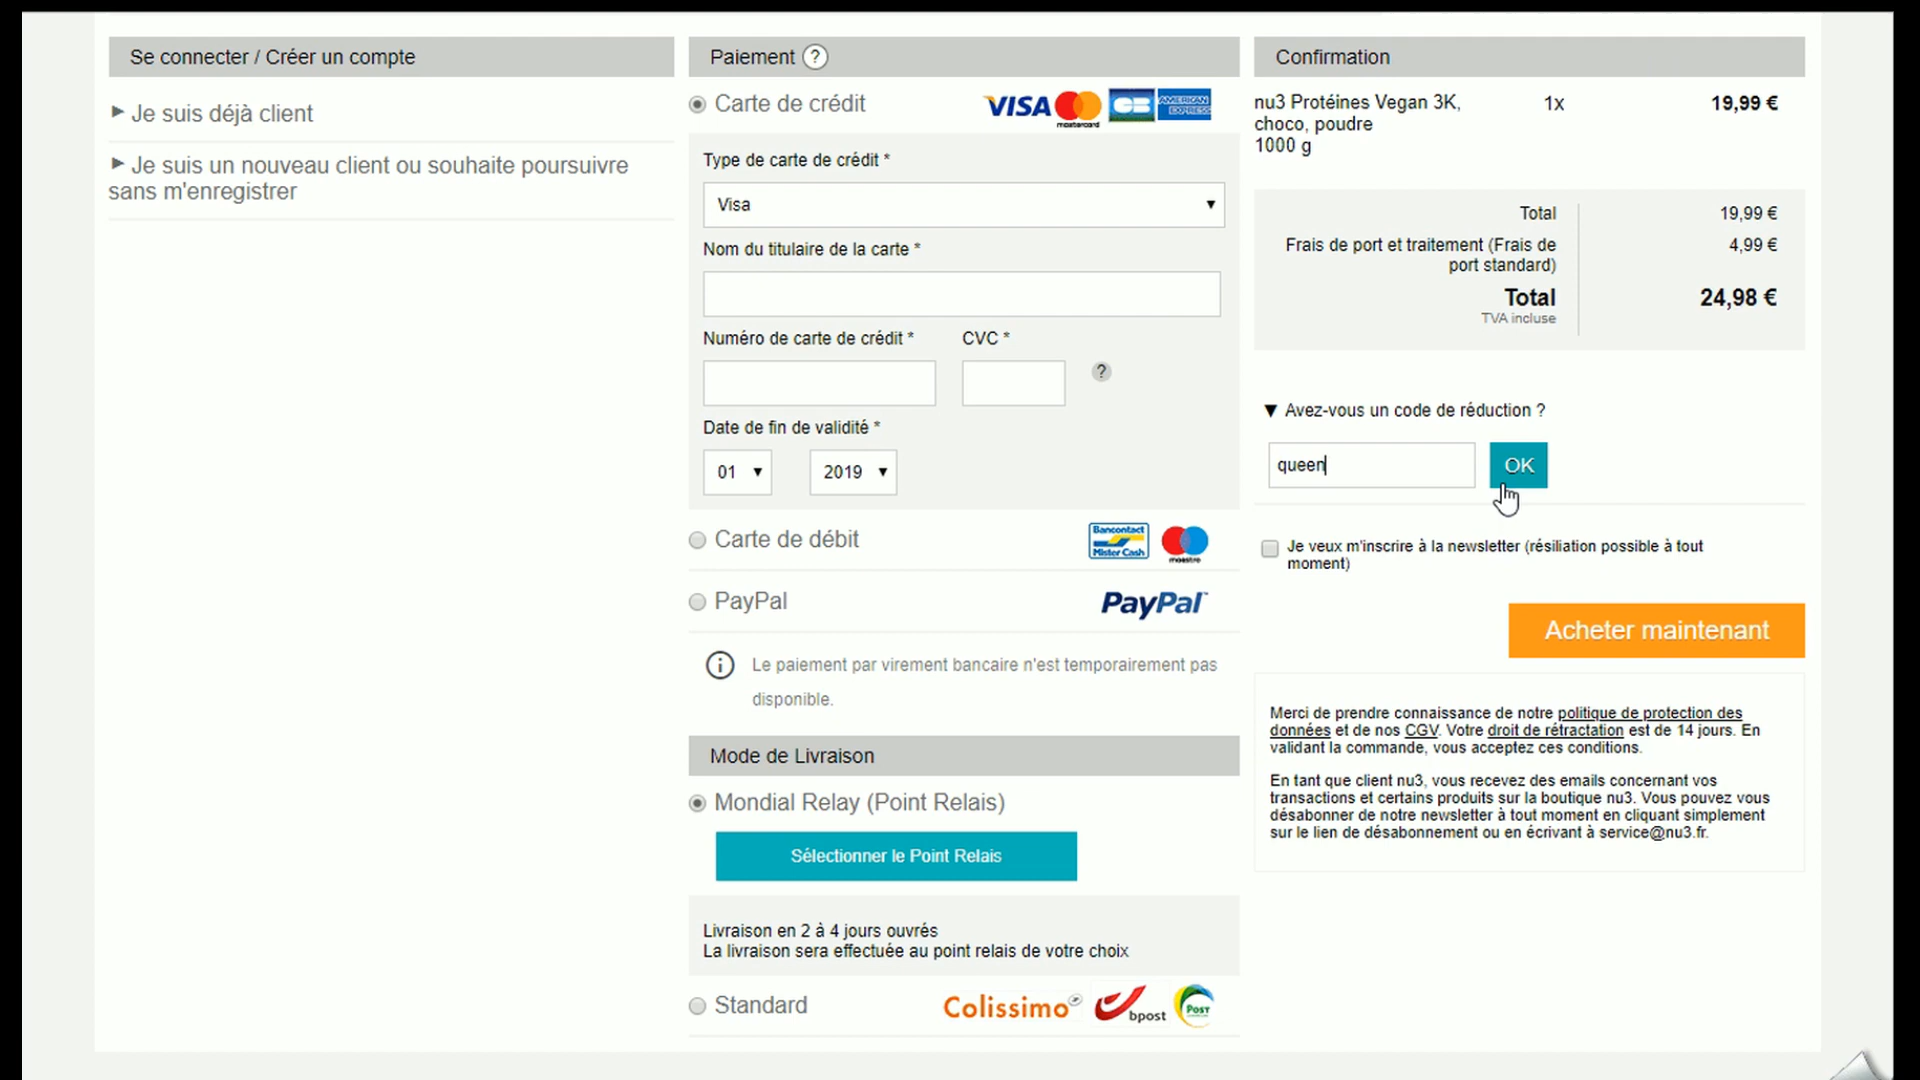 Se connecter / Créer un compte
► Je suis déjà client
► Je suis un nouveau client ou souhaite poursuivre
sans m'enregistrer
Paiement ?
Carte de crédit
VISA
mastercard
CB
AMERICAN
EXPRESS
Type de carte de crédit *
Visa
Nom du titulaire de la carte *
Numéro de carte de crédit *
CVC *
?
Date de fin de validité *
01
2019
Carte de débit
Bancontact
Mister Cash
maestro
PayPal
PayPal
Le paiement par virement bancaire n'est temporairement pas
disponible.
Mode de Livraison
Mondial Relay (Point Relais)
Sélectionner le Point Relais
Livraison en 2 à 4 jours ouvrés
La livraison sera effectuée au point relais de votre choix
Standard
Colissimo
bpost
POST
Confirmation
nu3 Protéines Vegan 3K, 1x 19,99 €
choco, poudre
1000 g
Total 19,99 €
Frais de port et traitement (Frais de 4,99 €
port standard)
Total 24,98 €
TVA incluse
▼ Avez-vous un code de réduction ?
queen
OK
Je veux m'inscrire à la newsletter (résiliation possible à tout
moment)
Acheter maintenant
Merci de prendre connaissance de notre politique de protection des
données et de nos CGV. Votre droit de rétractation est de 14 jours. En
validant la commande, vous acceptez ces conditions.
En tant que client nu3, vous recevez des emails concernant vos
transactions et certains produits sur la boutique nu3. Vous pouvez vous
désabonner de notre newsletter à tout moment en cliquant simplement
sur le lien de désabonnement ou en écrivant à service@nu3.fr.